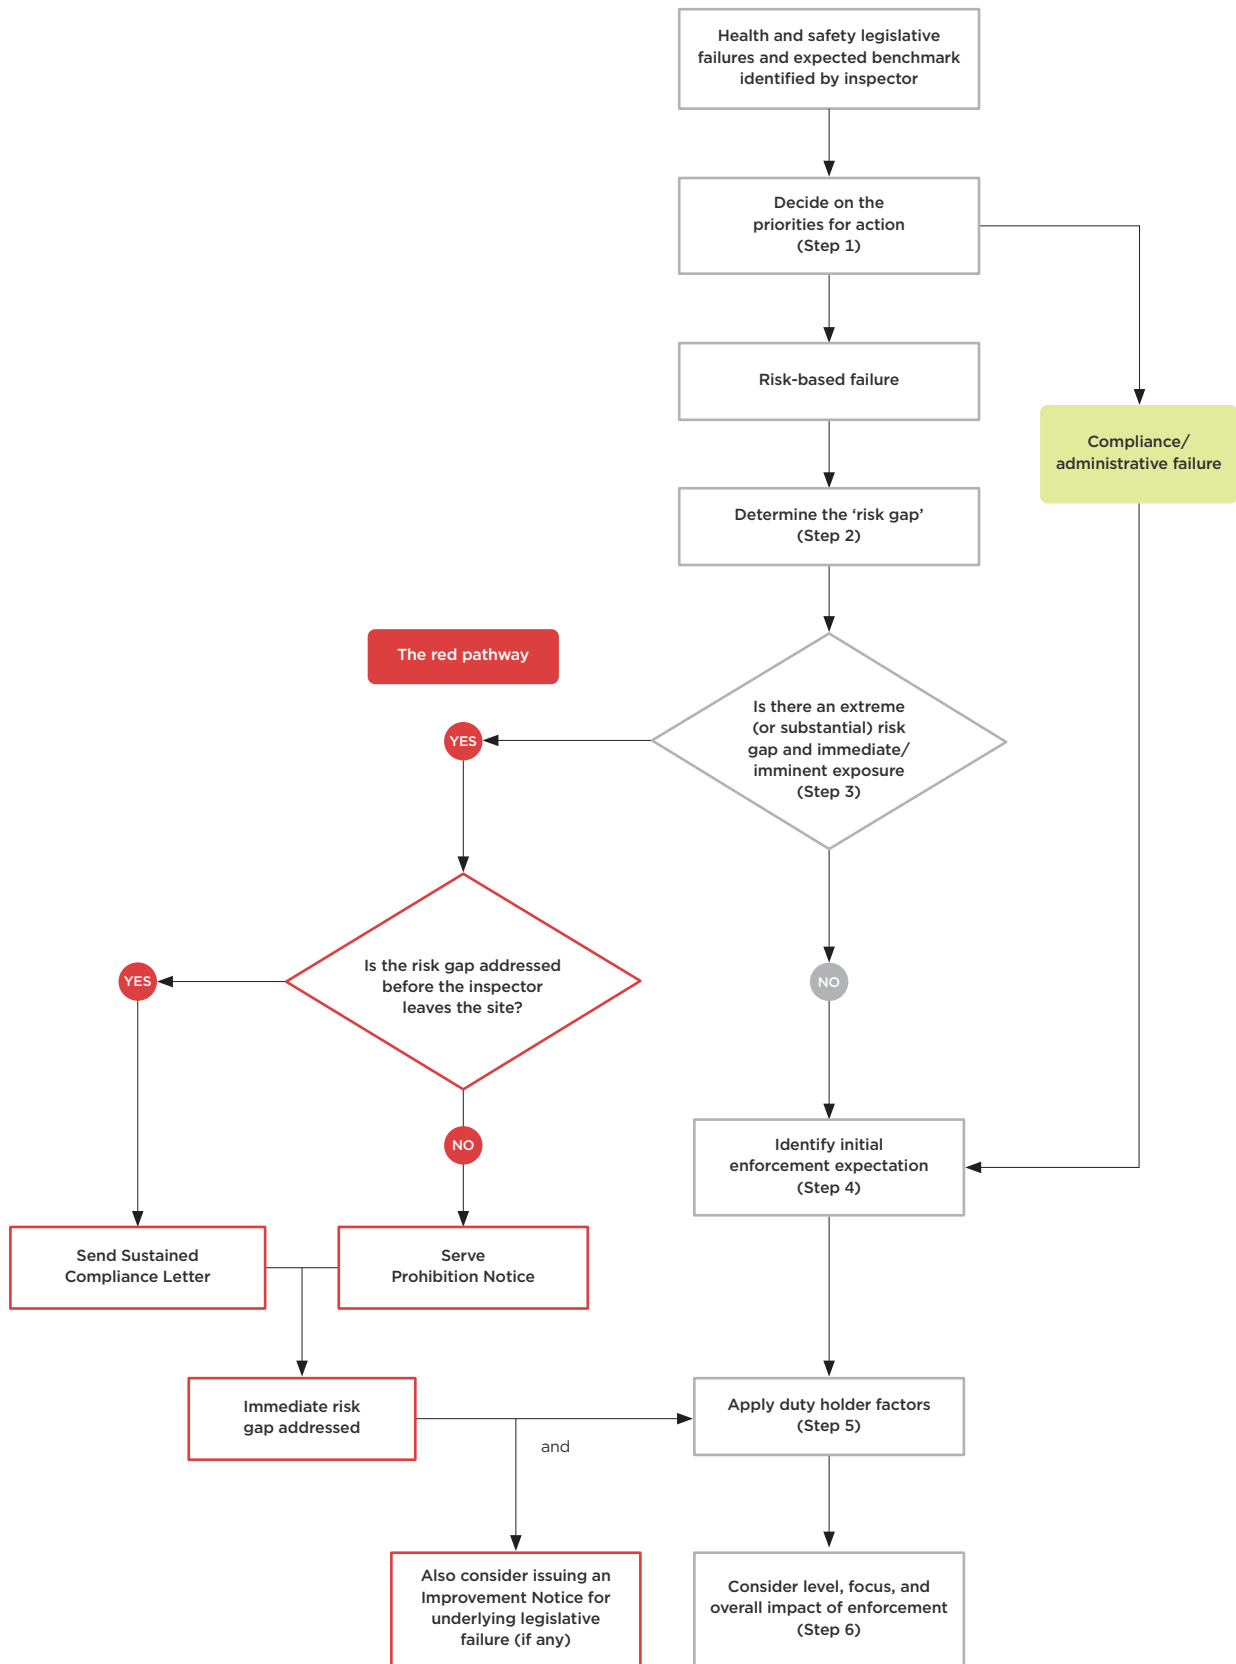 Health and safety legislative
failures and expected benchmark
identified by inspector
Decide on the
priorities for action
(Step 1)
Risk-based failure
Compliance/
administrative failure
Determine the ‘risk gap’
(Step 2)
The red pathway
Is there an extreme
(or substantial) risk
gap and immediate/
imminent exposure
(Step 3)
YES
Is the risk gap addressed
before the inspector
leaves the site?
YES
NO
NO
Identify initial
enforcement expectation
(Step 4)
Send Sustained
Compliance Letter
Serve
Prohibition Notice
Immediate risk
gap addressed
and
Apply duty holder factors
(Step 5)
Also consider issuing an
Improvement Notice for
underlying legislative
failure (if any)
Consider level, focus, and
overall impact of enforcement
(Step 6)